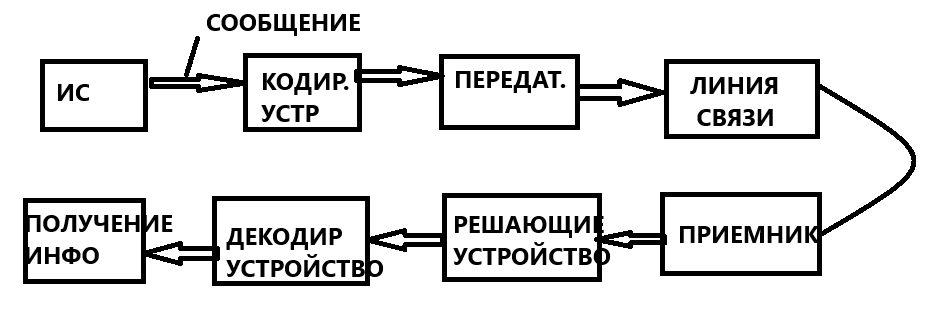 СООБЩЕНИЕ
ИС
КОДИР.
УСТР
ПЕРЕДАТ.
ЛИНИЯ
СВЯЗИ
ПОЛУЧЕНИЕ
ИНФО
ДЕКОДИР
УСТРОЙСТВО
РЕШАЮЩИЕ
УСТРОЙСТВО
ПРИЕМНИК